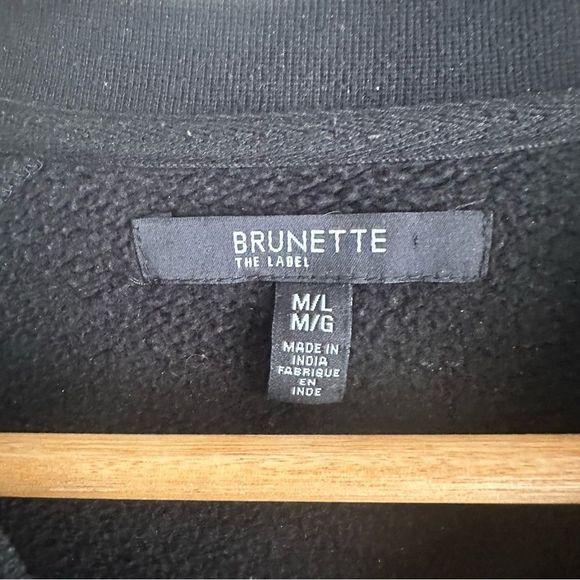 BRUNETTE
THE LABEL
M/L
M/G
MADE IN
INDIA
FABRIQUE
EN
INDE